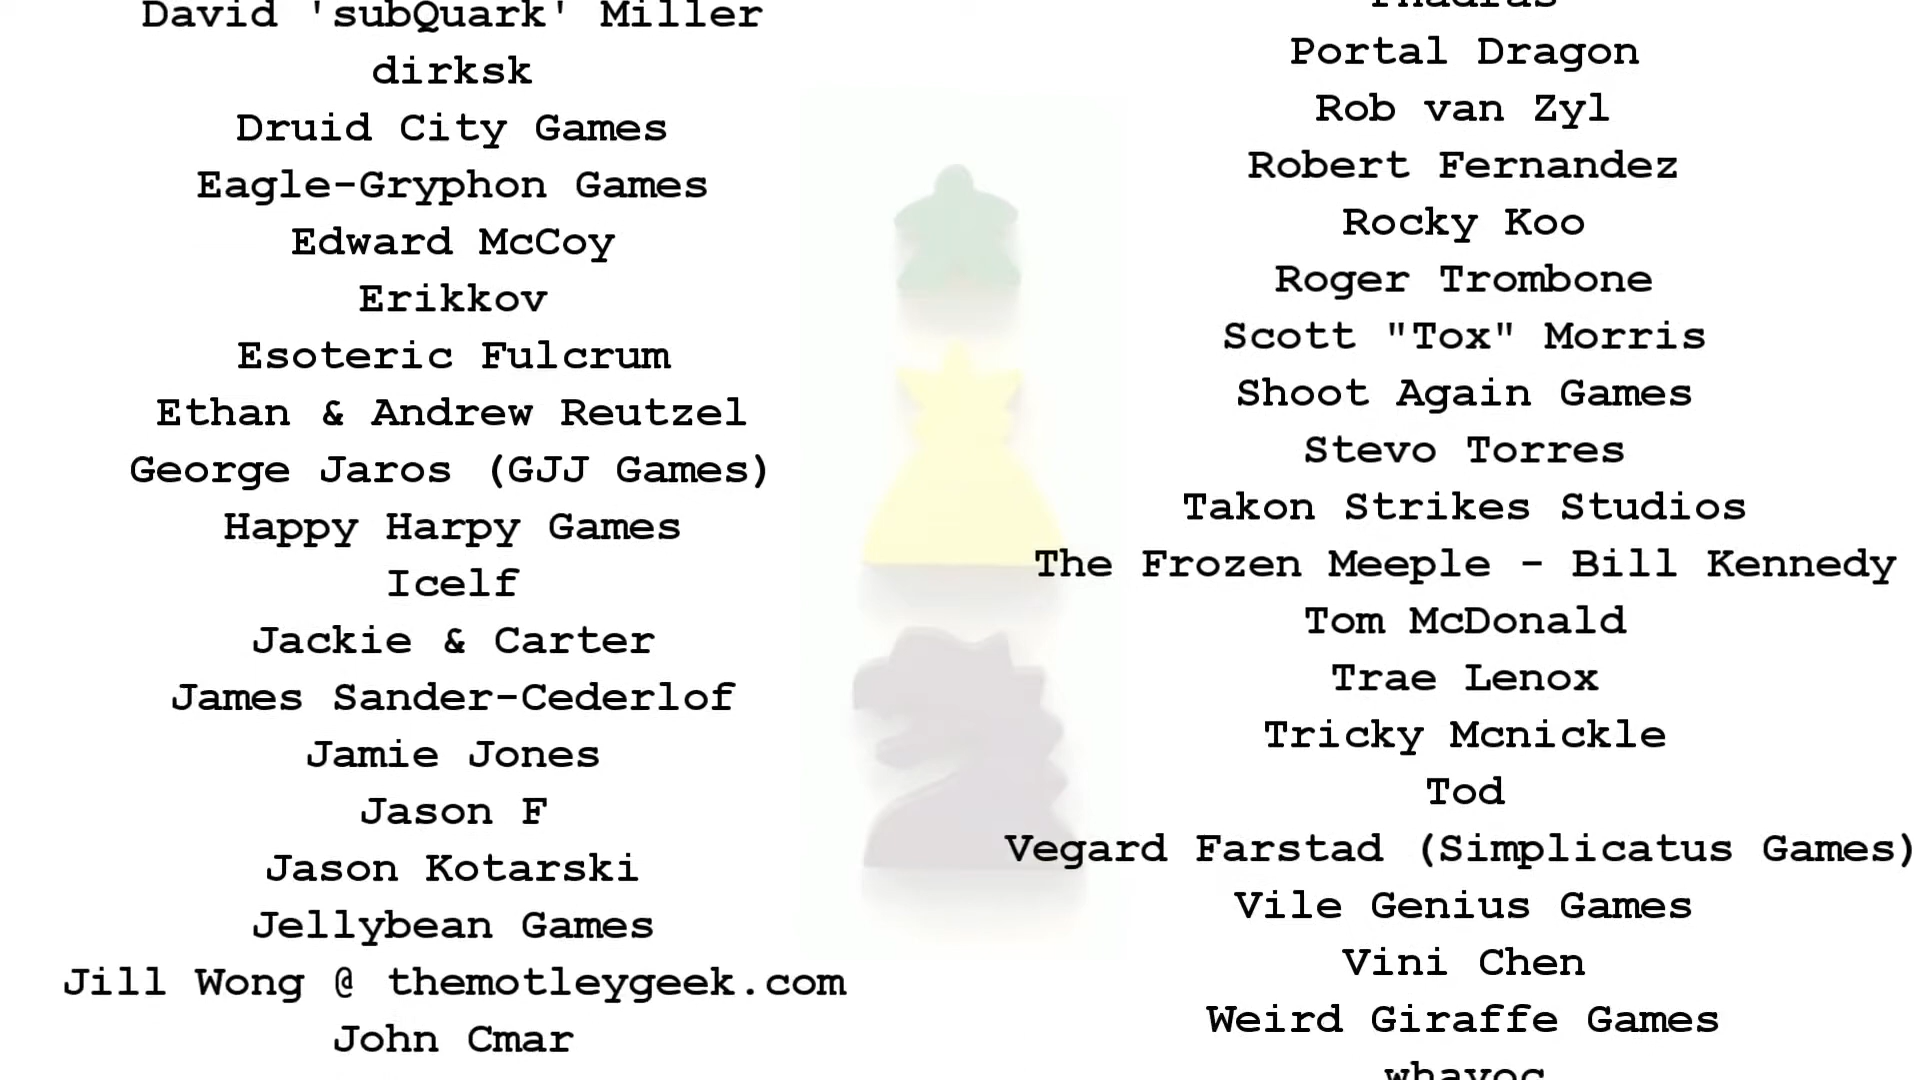 David 'subQuark' Miller
dirksk
Druid City Games
Eagle-Gryphon Games
Edward McCoy
Erikkov
Esoteric Fulcrum
Ethan & Andrew Reutzel
George Jaros (GJJ Games)
Happy Harpy Games
Icelf
Jackie & Carter
James Sander-Cederlof
Jamie Jones
Jason F
Jason Kotarski
Jellybean Games
Jill Wong @ themotleygeek.com
John Cmar
Portal Dragon
Rob van Zyl
Robert Fernandez
Rocky Koo
Roger Trombone
Scott "Tox" Morris
Shoot Again Games
Stevo Torres
Takon Strikes Studios
The Frozen Meeple - Bill Kennedy
Tom McDonald
Trae Lenox
Tricky Mcnickle
Tod
Vegard Farstad (Simplicatus Games)
Vile Genius Games
Vini Chen
Weird Giraffe Games
whavoc